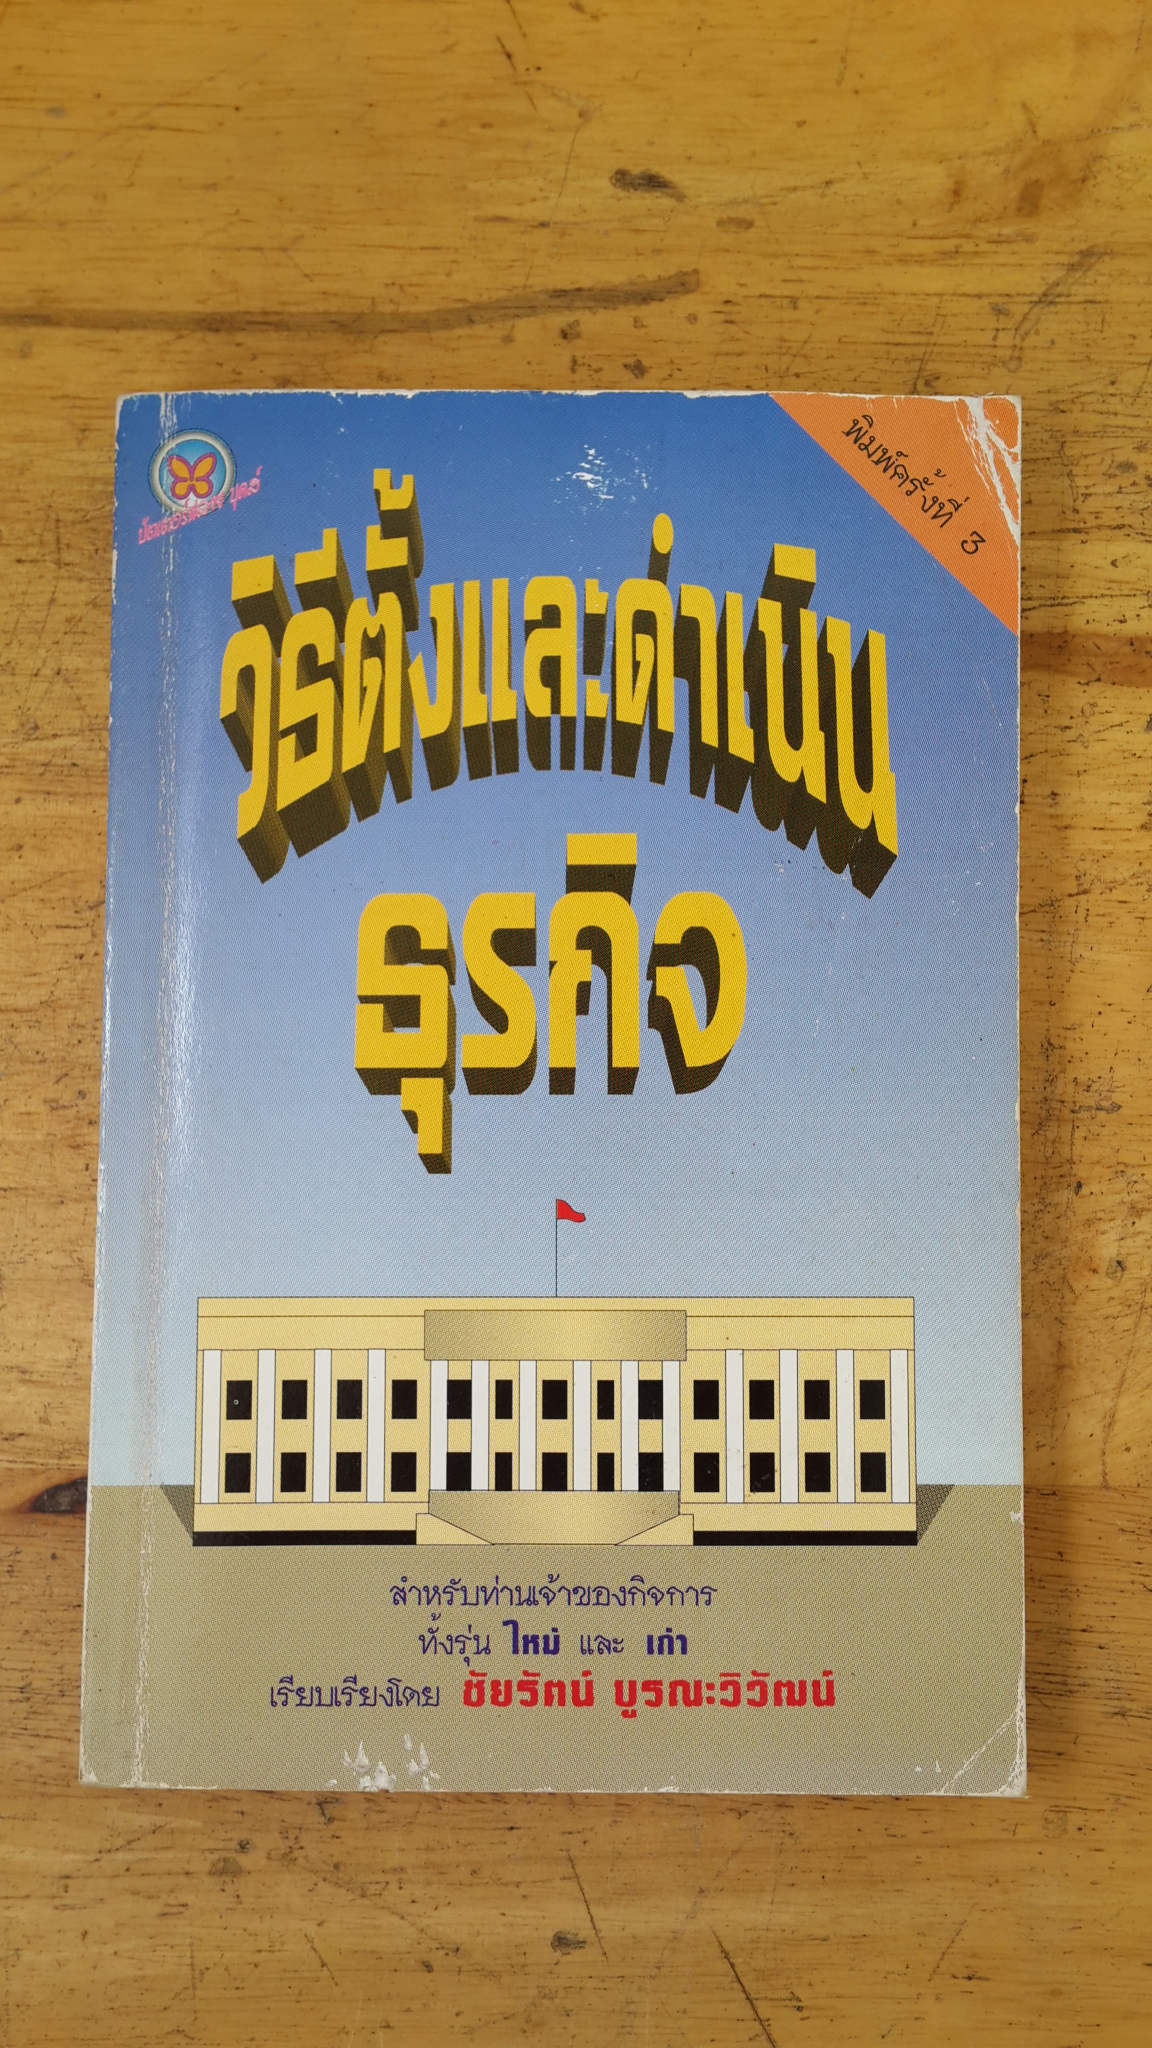 พิมพ์ครั้งที่ 3
วิธีตั้งและดำเนิน
ธุรกิจ
สำหรับท่านเจ้าของกิจการ
ทั้งรุ่น ใหม่ และ เก่า
เรียบเรียงโดย ชัยรัตน์ บูรณะวิวัฒน์